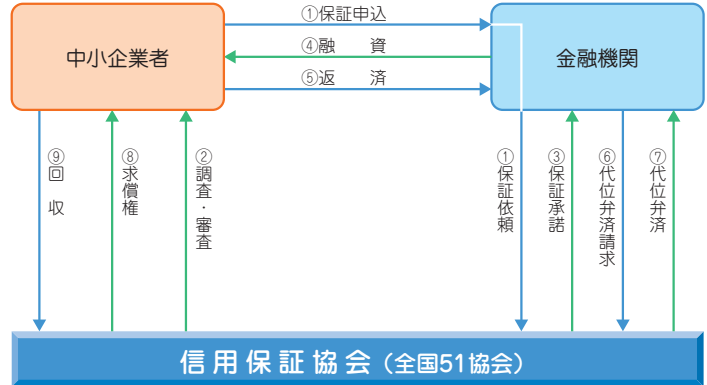 ①保証申込
中小企業者
④融　資
金融機関
⑤返　済
⑨回　収
⑧求償権
②調査・審査
①保証依頼
③保証承諾
⑥代位弁済請求
⑦代位弁済
信用保証協会（全国51協会）